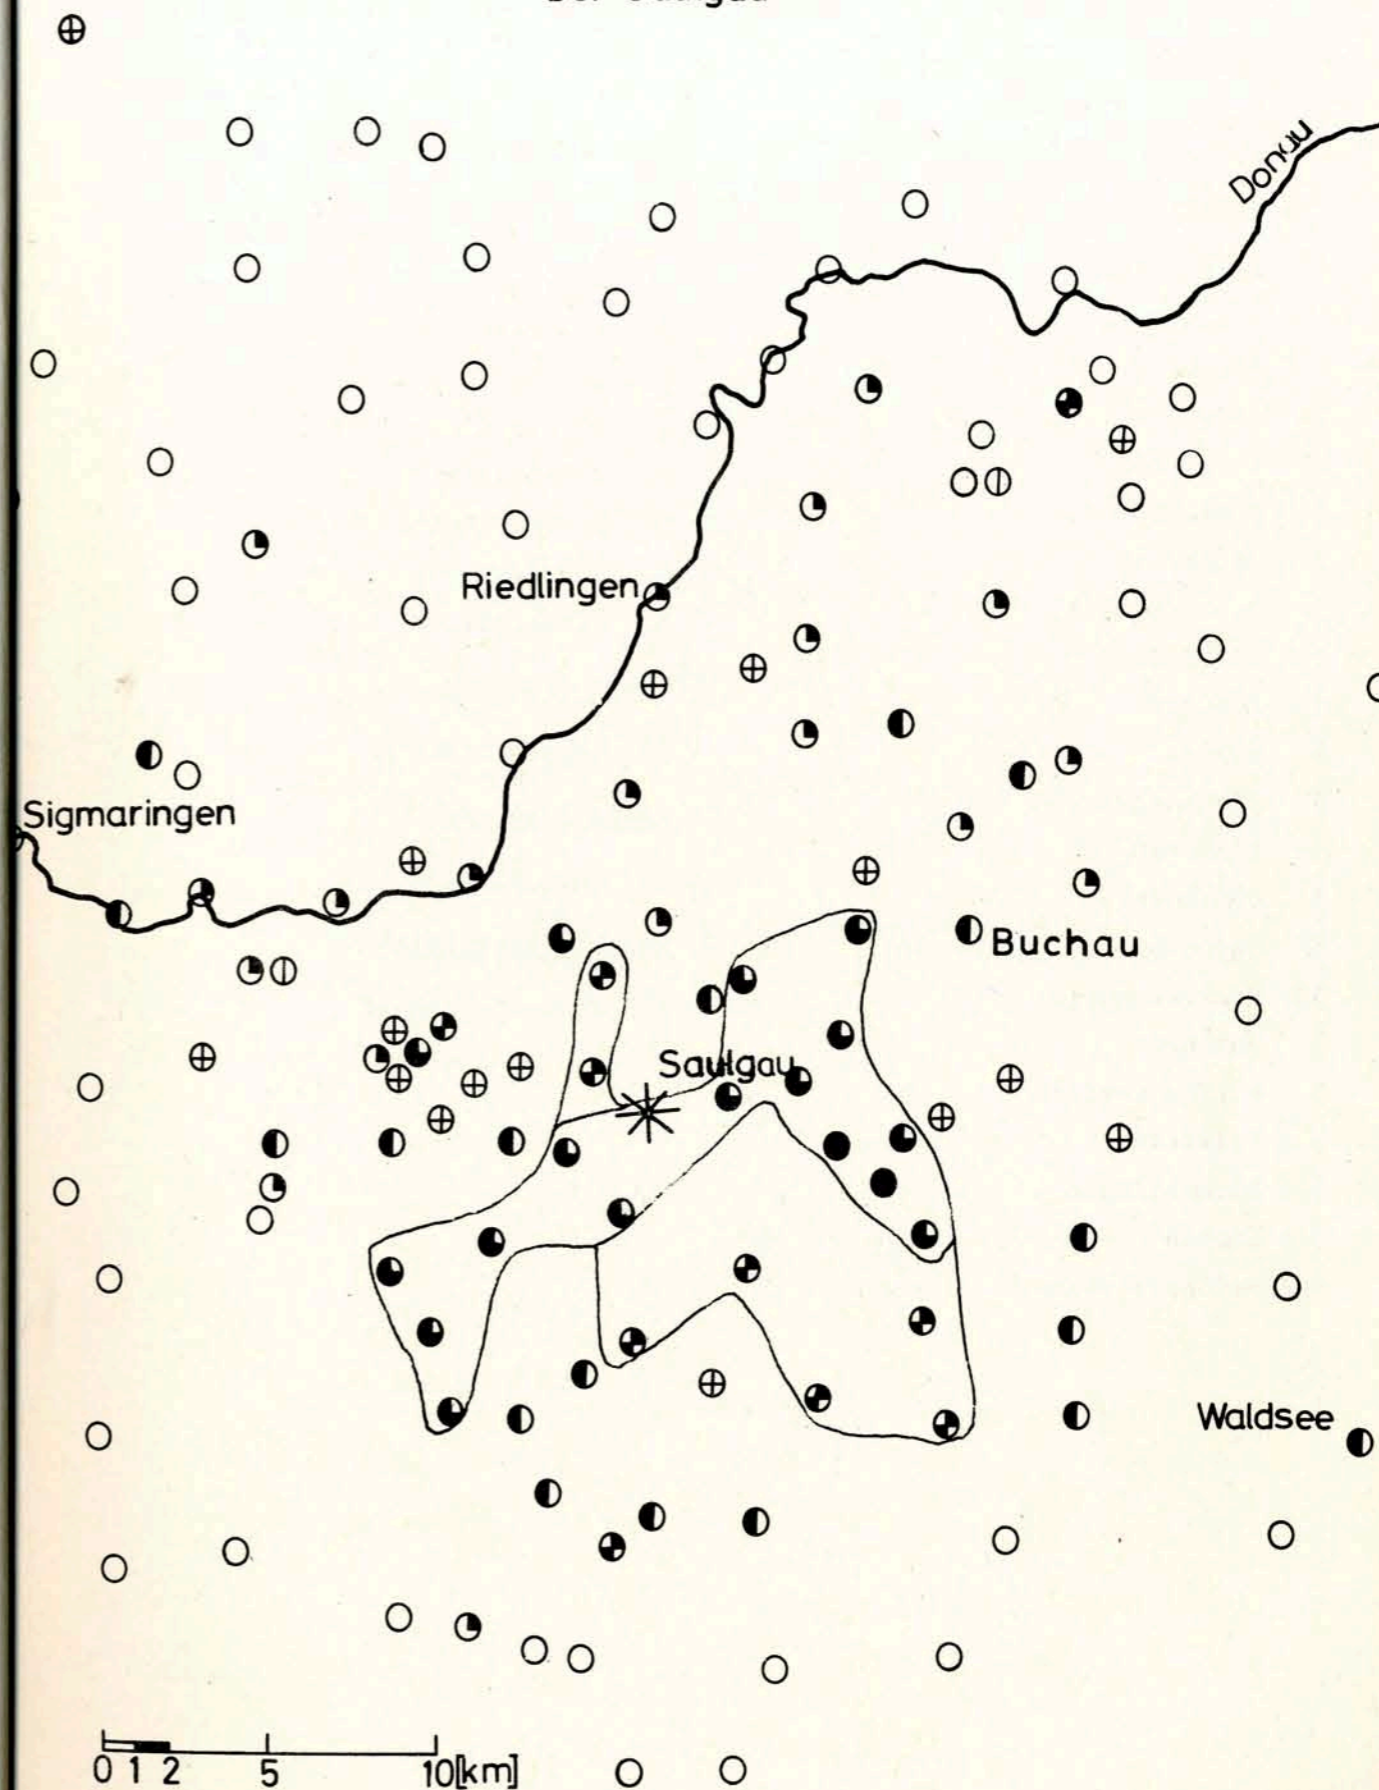 Donau
Riedlingen
Sigmaringen
Buchau
Saulgau
Waldsee
0 1 2 5 10[km]